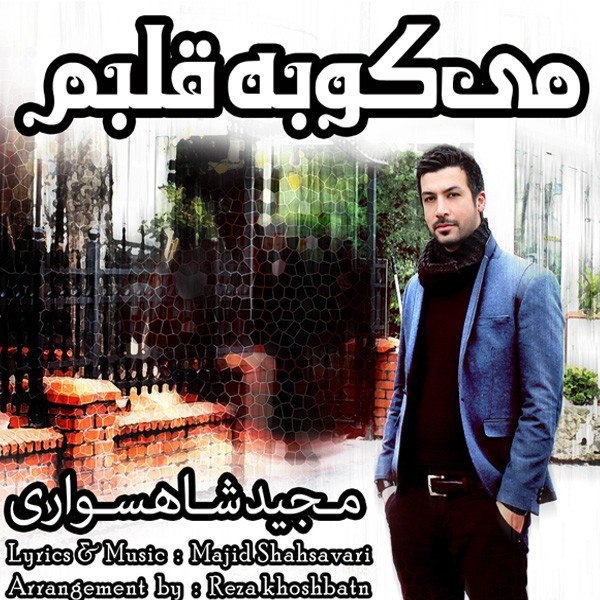 می کوبه قلبم
مجید شاهسواری
Lyrics & Music : Majid Shahsavari
Arrangement by : Reza khoshbatn